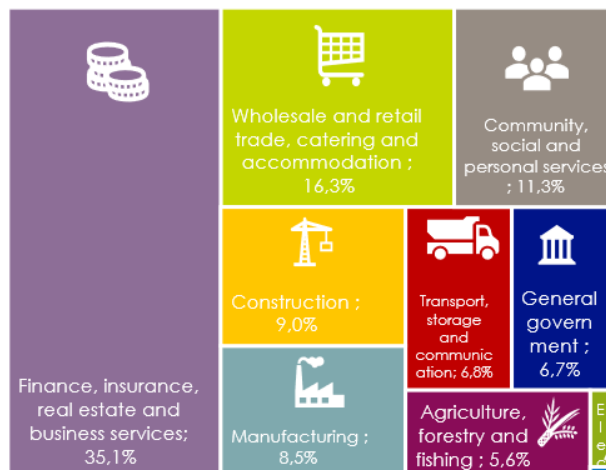 Finance, insurance,
real estate and
business services;
35,1%
Wholesale and retail
trade, catering and
accommodation ;
16,3%
Community,
social and
personal services
; 11,3%
Construction ;
9,0%
Manufacturing ;
8,5%
Transport,
storage
and
communic
ation; 6,8%
General
govern
ment ;
6,7%
Agriculture,
forestry and
fishing ; 5,6%
E
l
e